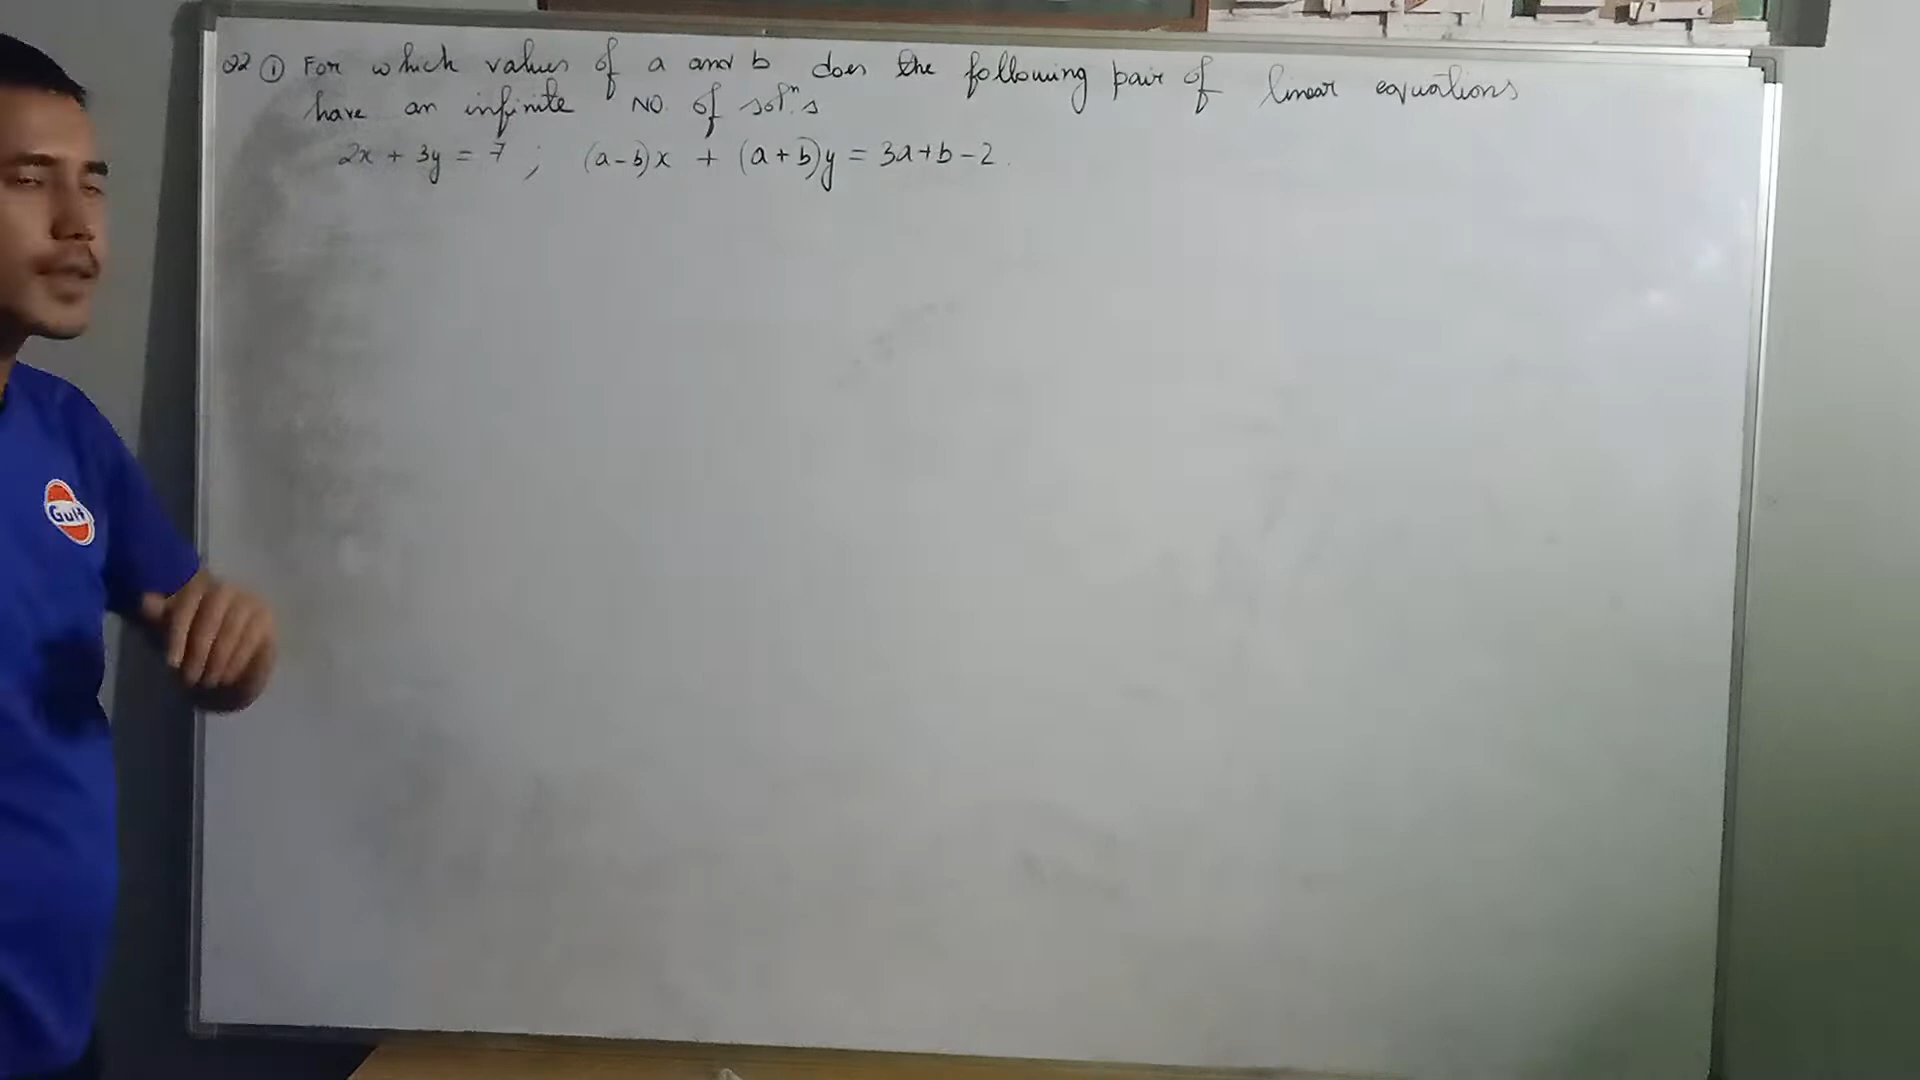 Q2 ① For which values of a and b does the following pair of linear equations
have an infinite NO. of solⁿ.s
2x + 3y = 7 ; (a-b)x + (a+b)y = 3a+b-2.
Gulf